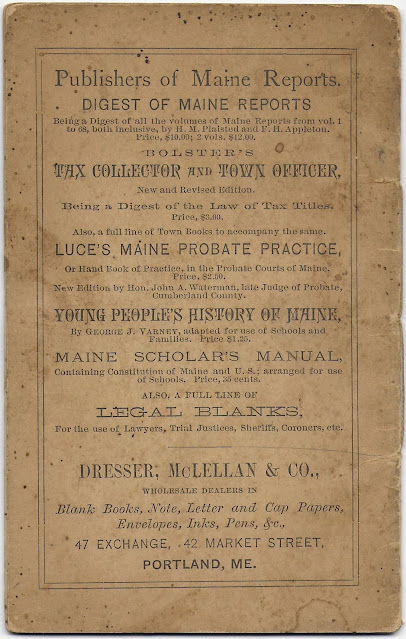 Publishers of Maine Reports.
DIGEST OF MAINE REPORTS
Being a Digest of all the volumes of Maine Reports from vol. 1
to 68, both inclusive, by H. M. Plaisted and F. H. Appleton.
Price, $10.00; 2 vols. $12.00.
BOLSTER'S
TAX COLLECTOR AND TOWN OFFICER,
New and Revised Edition.
Being a Digest of the Law of Tax Titles.
Price, $3.00.
Also, a full line of Town Books to accompany the same.
LUCE'S MAINE PROBATE PRACTICE,
Or Hand Book of Practice, in the Probate Courts of Maine.
Price, $2.50.
New Edition by Hon. John A. Waterman, late Judge of Probate,
Cumberland County.
YOUNG PEOPLE'S HISTORY OF MAINE,
By GEORGE J. VARNEY, adapted for use of Schools and
Families. Price $1.25.
MAINE SCHOLAR'S MANUAL,
Containing Constitution of Maine and U. S.; arranged for use
of Schools. Price, 35 cents.
ALSO, A FULL LINE OF
LEGAL BLANKS,
For the use of Lawyers, Trial Justices, Sheriffs, Coroners, etc.
DRESSER, McLELLAN & CO.,
WHOLESALE DEALERS IN
Blank Books, Note, Letter and Cap Papers,
Envelopes, Inks, Pens, &c.,
47 EXCHANGE, 42 MARKET STREET,
PORTLAND, ME.